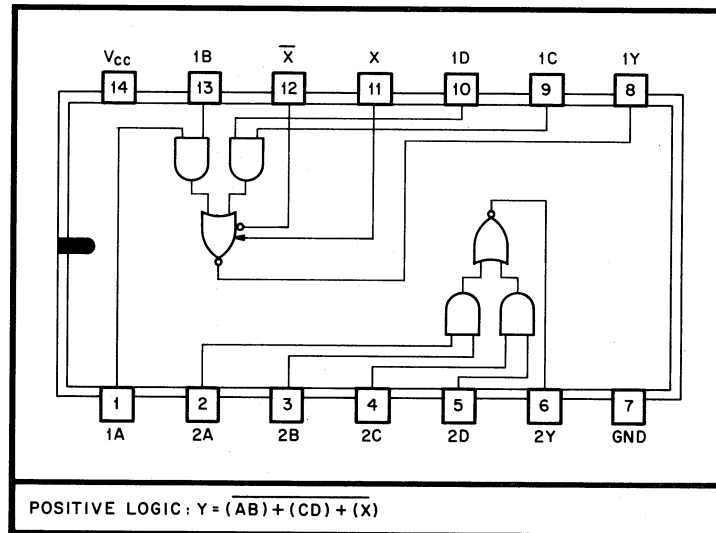 VCC 1B X̅ X 1D 1C 1Y
14 13 12 11 10 9 8
1 2 3 4 5 6 7
1A 2A 2B 2C 2D 2Y GND
POSITIVE LOGIC: Y = (AB)+(CD)+(X)